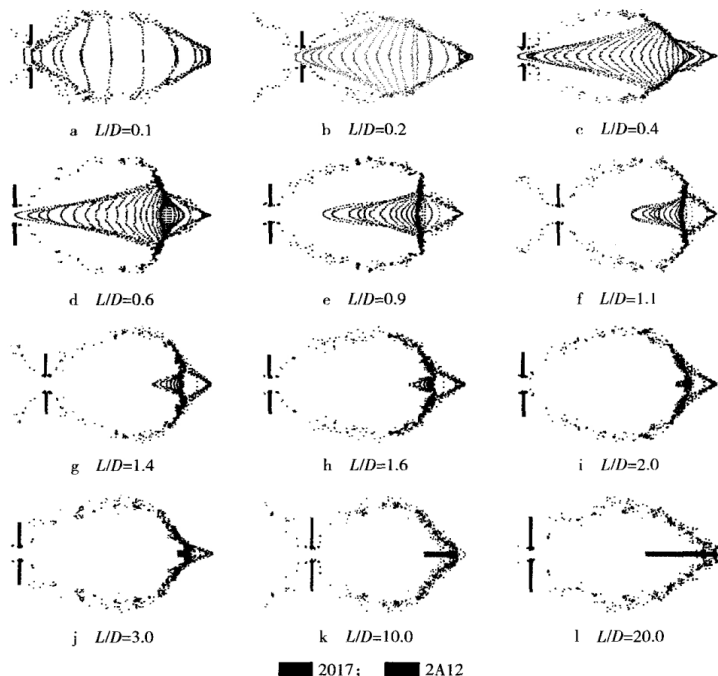 a L/D=0.1
b L/D=0.2
c L/D=0.4
d L/D=0.6
e L/D=0.9
f L/D=1.1
g L/D=1.4
h L/D=1.6
i L/D=2.0
j L/D=3.0
k L/D=10.0
l L/D=20.0
2017; 2A12